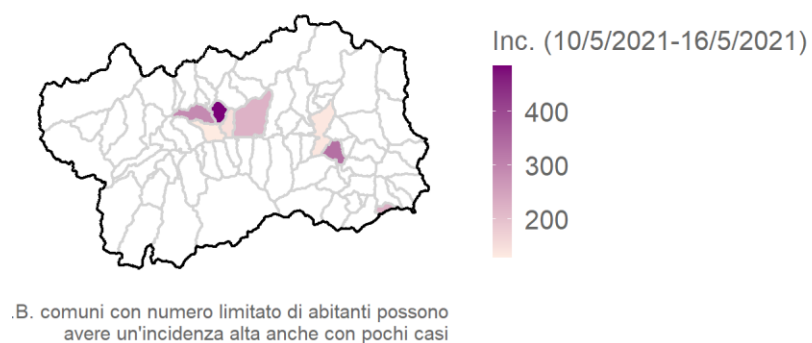 Inc. (10/5/2021-16/5/2021)
400
300
200
.B. comuni con numero limitato di abitanti possono
avere un'incidenza alta anche con pochi casi